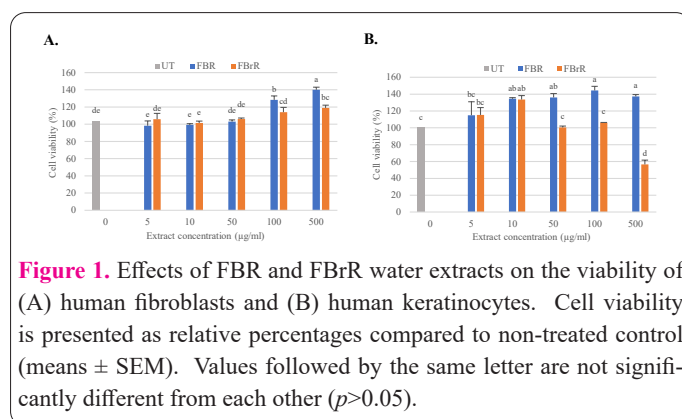 A.
UT FBR FBrR
160
140
120
100
80
60
40
20
0
Cell viability (%)
de e de e e de de b cd a bc
0 5 10 50 100 500
Extract concentration (µg/ml)
B.
UT FBR FBrR
160
140
120
100
80
60
40
20
0
Cell viability (%)
c bc bc ab ab ab c a c a d
0 5 10 50 100 500
Extract concentration (µg/ml)
Figure 1. Effects of FBR and FBrR water extracts on the viability of
(A) human fibroblasts and (B) human keratinocytes. Cell viability
is presented as relative percentages compared to non-treated control
(means ± SEM). Values followed by the same letter are not signifi-
cantly different from each other (p>0.05).